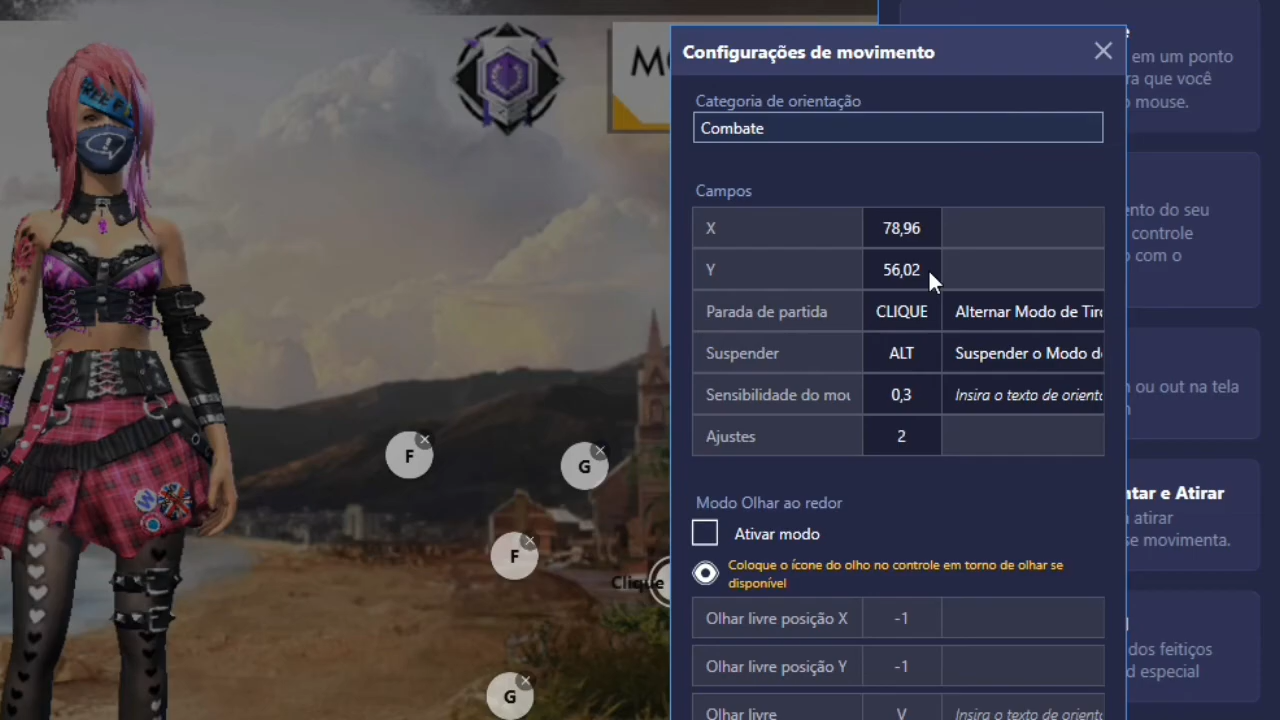 Configurações de movimento
Categoria de orientação
Combate
Campos
X 78,96
Y 56,02
Parada de partida CLIQUE Alternar Modo de Tiro
Suspender ALT Suspender o Modo d
Sensibilidade do mou 0,3 Insira o texto de oriento
Ajustes 2
Modo Olhar ao redor
Ativar modo
Coloque o ícone do olho no controle em torno de olhar se
disponível
Olhar livre posição X -1
Olhar livre posição Y -1
Olhar livre V Insira o texto de oriento
em um ponto
ra que você
o mouse.
ento do seu
controle
o com o
n ou out na tela
ntar e Atirar
atirar
se movimenta.
dos feitiços
d especial
F
G
F
Clique
G